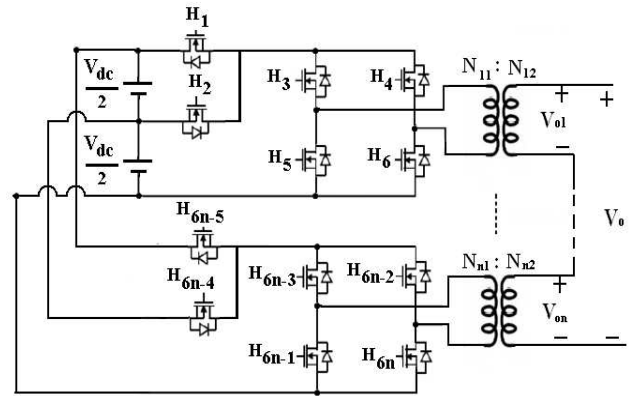 H1
Vdc
2
H2
H3
H4
N11 : N12
+
+
Vo1
Vdc
2
H5
H6
−
H6n-5
Vo
H6n-4
H6n-3
H6n-2
Nn1 : Nn2
+
Von
H6n-1
H6n
−
−